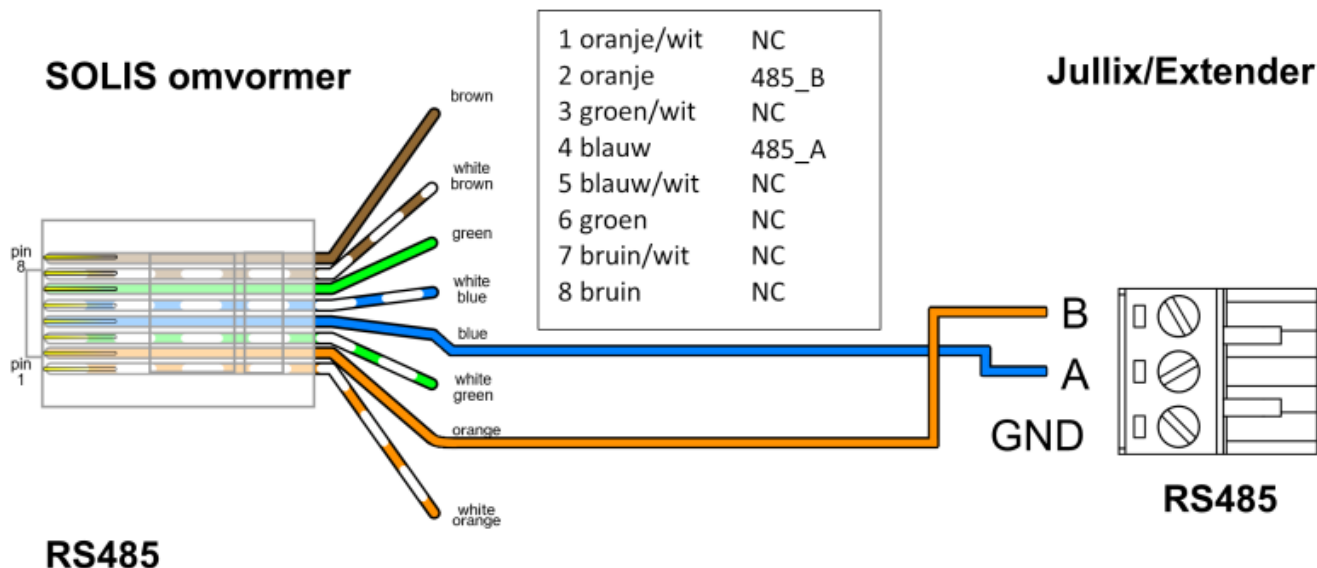 SOLIS omvormer
1 oranje/wit NC
2 oranje 485_B
3 groen/wit NC
4 blauw 485_A
5 blauw/wit NC
6 groen NC
7 bruin/wit NC
8 bruin NC
Jullix/Extender
brown
white
brown
green
white
blue
blue
white
green
orange
white
orange
pin
8
pin
1
B
A
GND
RS485
RS485